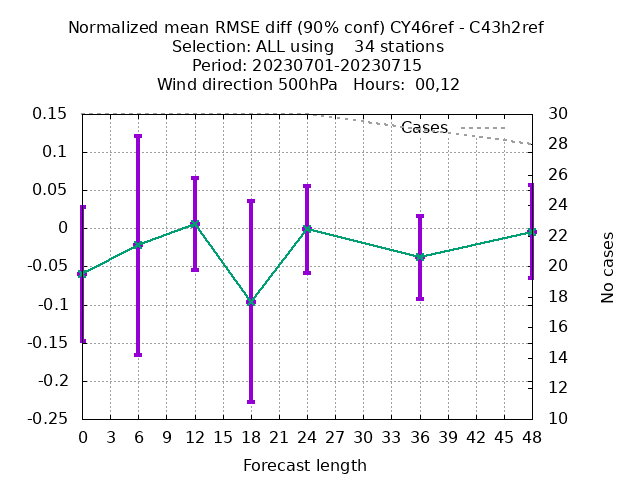 Normalized mean RMSE diff (90% conf) CY46ref - C43h2ref
Selection: ALL using    34 stations
Period: 20230701-20230715
Wind direction 500hPa   Hours:  00,12
0.15
0.1
0.05
0
-0.05
-0.1
-0.15
-0.2
-0.25
30
28
26
24
22
20
18
16
14
12
10
Cases
No cases
0 3 6 9 12 15 18 21 24 27 30 33 36 39 42 45 48
Forecast length